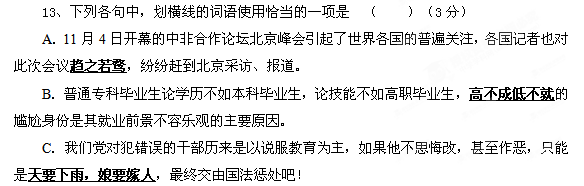 13、下列各句中，划横线的词语使用恰当的一项是 （  ）（3 分）
A. 11 月 4 日开幕的中非合作论坛北京峰会引起了世界各国的普遍关注，各国记者也对
此次会议趋之若鹜，纷纷赶到北京采访、报道。
B. 普通专科毕业生论学历不如本科毕业生，论技能不如高职毕业生，高不成低不就的
尴尬身份是其就业前景不容乐观的主要原因。
C. 我们党对犯错误的干部历来是以说服教育为主，如果他不思悔改，甚至作恶，只能
是天要下雨，娘要嫁人，最终交由国法惩处吧！